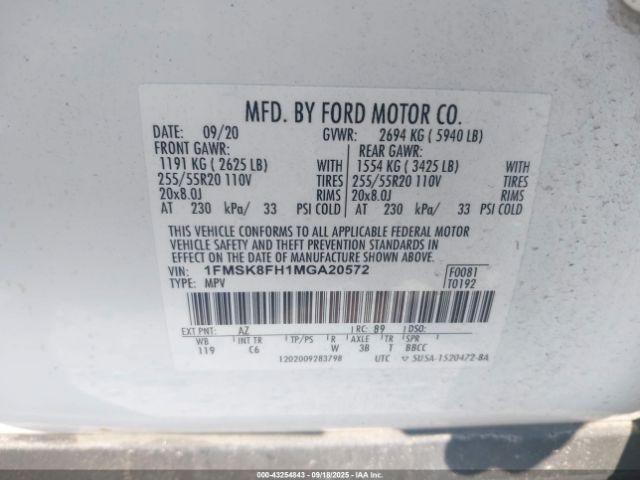 MFD. BY FORD MOTOR CO.
DATE: 09/20 GVWR: 2694 KG ( 5940 LB)
FRONT GAWR: REAR GAWR:
1191 KG ( 2625 LB) WITH 1554 KG ( 3425 LB) WITH
255/55R20 110V TIRES 255/55R20 110V TIRES
20x8.0J RIMS 20x8.0J RIMS
AT 230 kPa/ 33 PSI COLD AT 230 kPa/ 33 PSI COLD
THIS VEHICLE CONFORMS TO ALL APPLICABLE FEDERAL MOTOR
VEHICLE SAFETY AND THEFT PREVENTION STANDARDS IN
EFFECT ON THE DATE OF MANUFACTURE SHOWN ABOVE.
VIN: 1FMSK8FH1MGA20572 F0081
TYPE: MPV T0192
EXT PNT: AZ RC: 89 DSO:
WB INT TR TP/PS R AXLE TR SPR
119 C6 W 3B T BBCC
1202009283798 UTC 5USA-1520472-BA
000-43254843 - 09/18/2025 - IAAI.COM